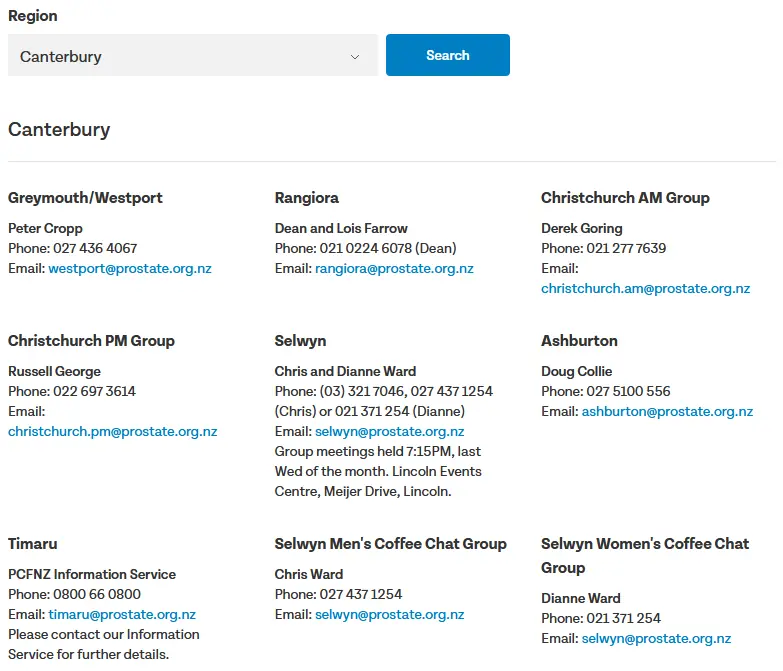 Region
Canterbury
Search
Canterbury
Greymouth/Westport
Peter Cropp
Phone: 027 436 4067
Email: westport@prostate.org.nz
Rangiora
Dean and Lois Farrow
Phone: 021 0224 6078 (Dean)
Email: rangiora@prostate.org.nz
Christchurch AM Group
Derek Goring
Phone: 021 277 7639
Email:
christchurch.am@prostate.org.nz
Christchurch PM Group
Russell George
Phone: 022 697 3614
Email:
christchurch.pm@prostate.org.nz
Selwyn
Chris and Dianne Ward
Phone: (03) 321 7046, 027 437 1254
(Chris) or 021 371 254 (Dianne)
Email: selwyn@prostate.org.nz
Group meetings held 7:15PM, last
Wed of the month. Lincoln Events
Centre, Meijer Drive, Lincoln.
Ashburton
Doug Collie
Phone: 027 5100 556
Email: ashburton@prostate.org.nz
Timaru
PCFNZ Information Service
Phone: 0800 66 0800
Email: timaru@prostate.org.nz
Please contact our Information
Service for further details.
Selwyn Men's Coffee Chat Group
Chris Ward
Phone: 027 437 1254
Email: selwyn@prostate.org.nz
Selwyn Women's Coffee Chat
Group
Dianne Ward
Phone: 021 371 254
Email: selwyn@prostate.org.nz